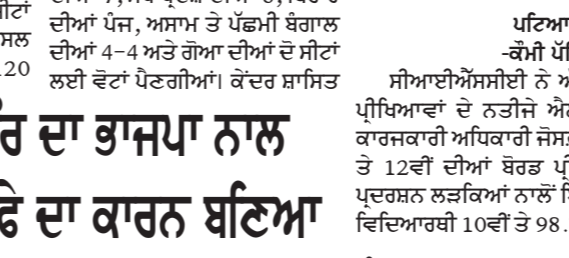 ਦੀਆਂ ਪੰਜ, ਅਸਾਮ ਤੇ ਪੱਛਮੀ ਬੰਗਾਲ
ਦੀਆਂ 4-4 ਅਤੇ ਗੋਆ ਦੀਆਂ ਦੋ ਸੀਟਾਂ
ਲਈ ਵੋਟਾਂ ਪੈਣਗੀਆਂ। ਕੇਂਦਰ ਸ਼ਾਸਿਤ
ਦਾ ਭਾਜਪਾ ਨਾਲ
ਦਾ ਕਾਰਨ ਬਣਿਆ
ਪਟਿਆ
-ਕੌਮੀ ਪੱ
ਸੀਆਈਐੱਸਸੀਈ ਨੇ
ਪ੍ਰੀਖਿਆਵਾਂ ਦੇ ਨਤੀਜੇ ਐ
ਕਾਰਜਕਾਰੀ ਅਧਿਕਾਰੀ ਜੋਸ
ਤੇ 12ਵੀਂ ਦੀਆਂ ਬੋਰਡ ਪ੍ਰੀ
ਪ੍ਰਦਰਸ਼ਨ ਲੜਕਿਆਂ ਨਾਲੋਂ
ਵਿਦਿਆਰਥੀ 10ਵੀਂ ਤੇ 98.